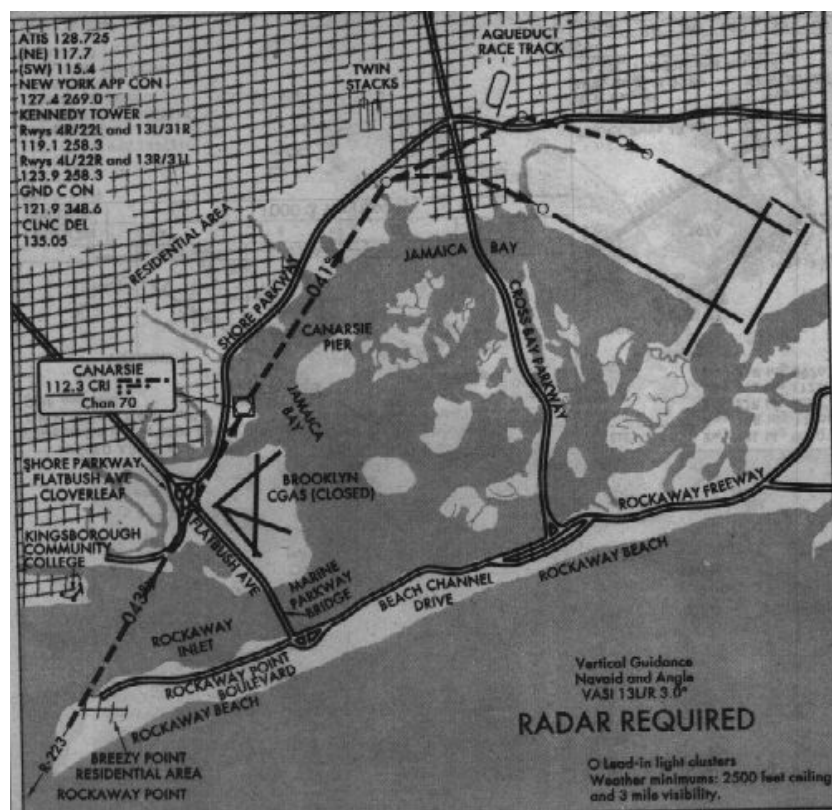 ATIS 128.725
(NE) 117.7
(SW) 115.4
NEW YORK APP CON
127.4 269.0
KENNEDY TOWER
Rwys 4R/22L and 13L/31R
119.1 258.3
Rwys 4L/22R and 13R/31L
123.9 258.3
GND CON
121.9 348.6
CLNC DEL
135.05
AQUEDUCT
RACE TRACK
TWIN
STACKS
RESIDENTIAL AREA
SHORE PARKWAY
041°
JAMAICA BAY
CANARSIE
PIER
CROSS BAY PARKWAY
CANARSIE
112.3 CRI
Chan 70
JAMAICA
BAY
SHORE PARKWAY
FLATBUSH AVE
CLOVERLEAF
BROOKLYN
CGAS (CLOSED)
KINGSBOROUGH
COMMUNITY
COLLEGE
FLATBUSH AVE
ROCKAWAY FREEWAY
ROCKAWAY BEACH
043°
MARINE
PARKWAY
BRIDGE
BEACH CHANNEL
DRIVE
ROCKAWAY
INLET
ROCKAWAY POINT
BOULEVARD
ROCKAWAY BEACH
R-223
BREEZY POINT
RESIDENTIAL AREA
ROCKAWAY POINT
Vertical Guidance
Navaid and Angle
VASI 13L/R 3.0°
RADAR REQUIRED
O Lead-in light clusters
Weather minimums: 2500 feet ceiling
and 3 mile visibility.